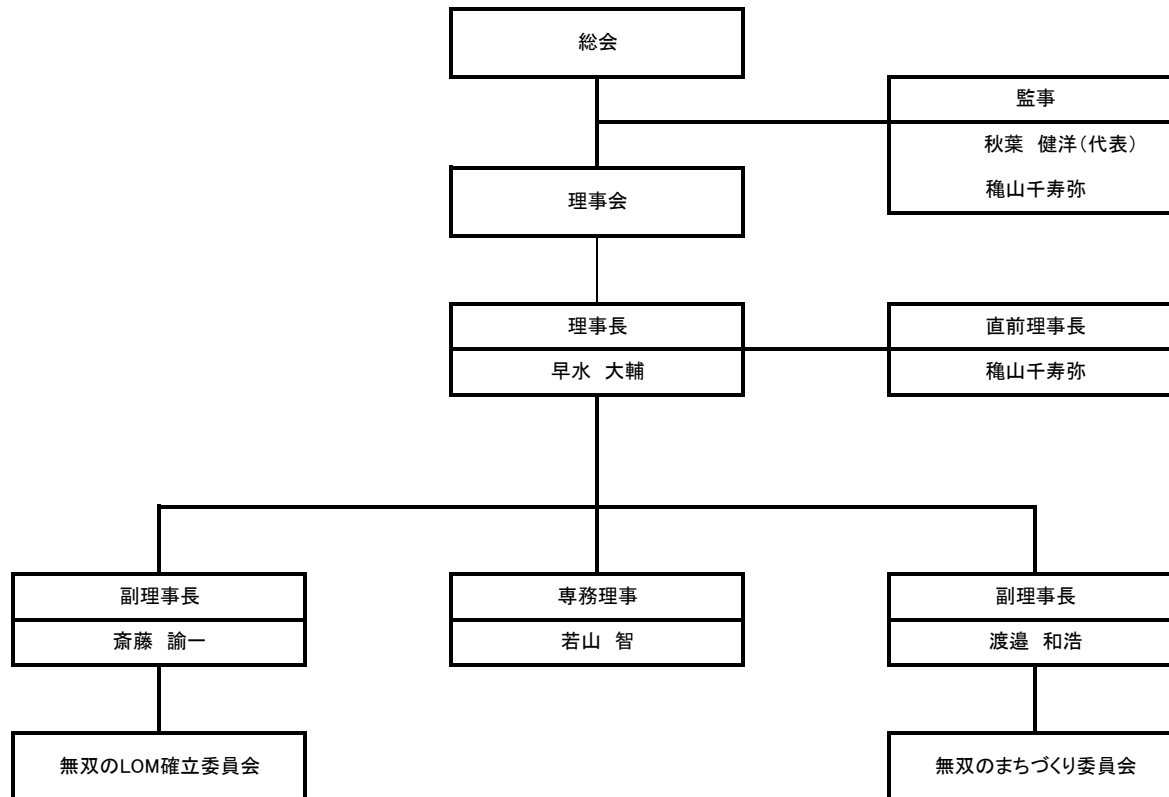 総会
監事
秋葉　健洋（代表）
穐山千寿弥
理事会
理事長
早水　大輔
直前理事長
穐山千寿弥
副理事長
斎藤　諭一
専務理事
若山　智
副理事長
渡邉　和浩
無双のLOM確立委員会
無双のまちづくり委員会